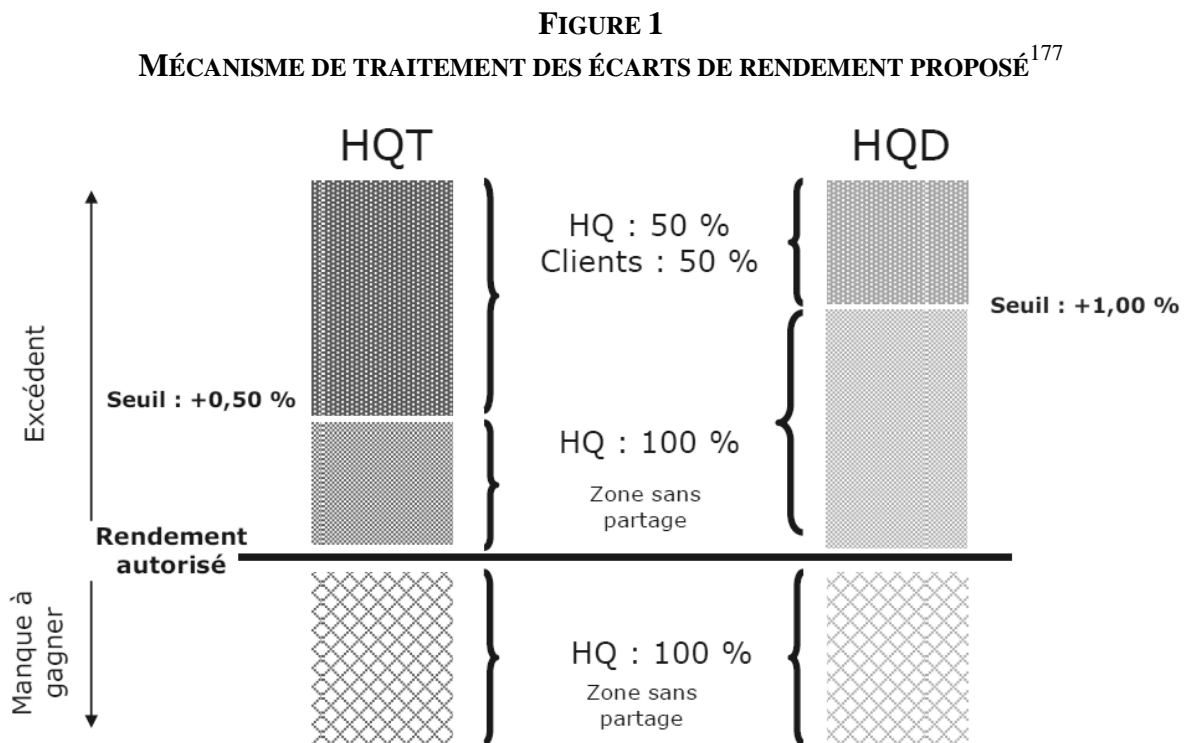 FIGURE 1
MÉCANISME DE TRAITEMENT DES ÉCARTS DE RENDEMENT PROPOSÉ177
HQT
HQD
HQ : 50 %
Clients : 50 %
Seuil : +1,00 %
Excédent
Seuil : +0,50 %
HQ : 100 %
Zone sans
partage
Rendement
autorisé
Manque à
gagner
HQ : 100 %
Zone sans
partage